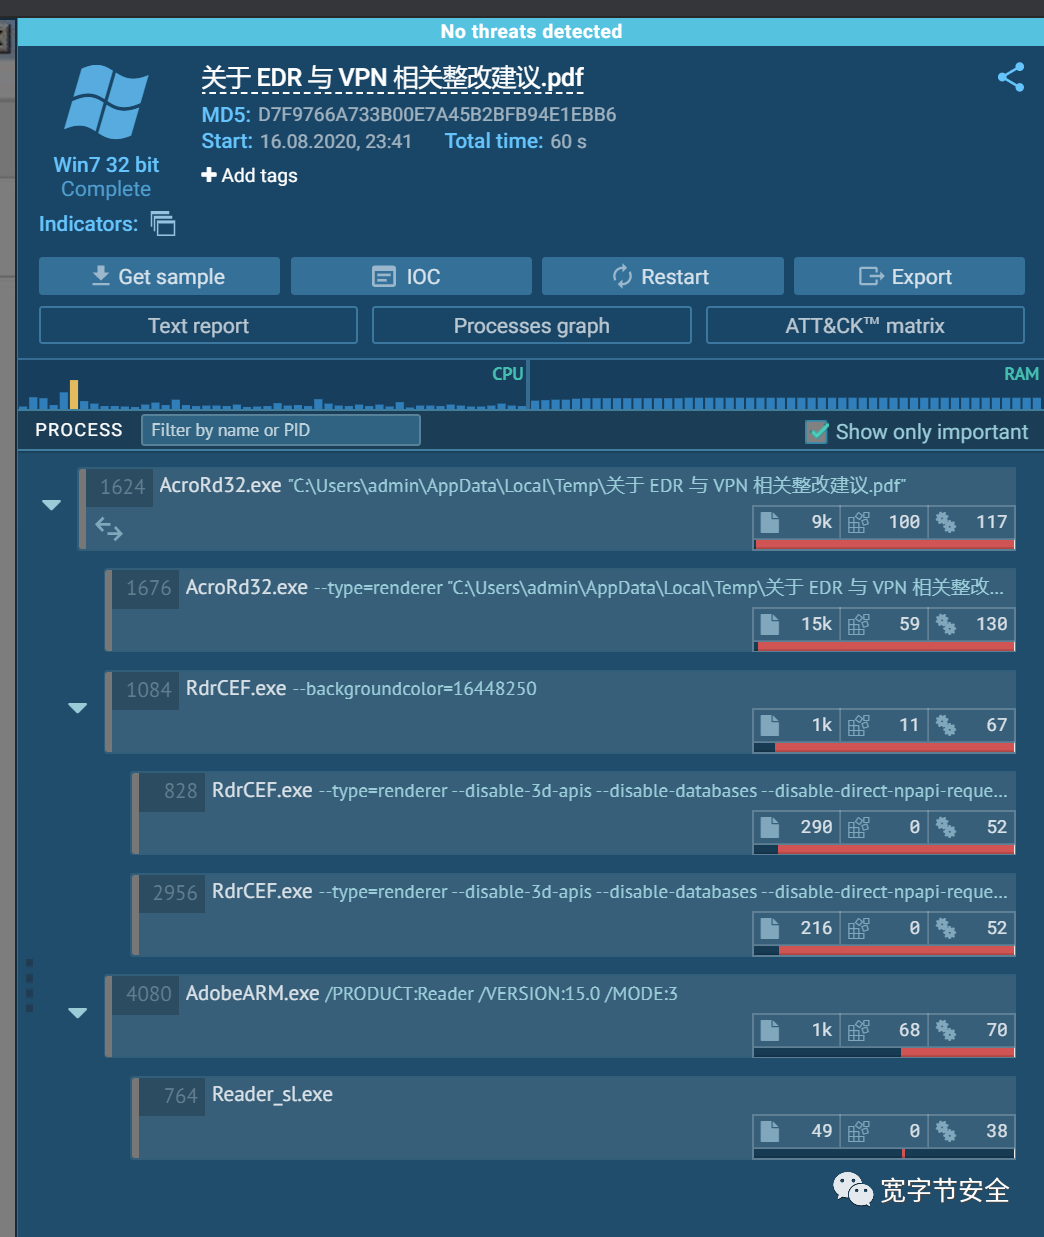 No threats detected
关于 EDR 与 VPN 相关整改建议.pdf
MD5: D7F9766A733B00E7A45B2BFB94E1EBB6
Start: 16.08.2020, 23:41 Total time: 60 s
Win7 32 bit
Complete
Add tags
Indicators:
Get sample IOC Restart Export
Text report Processes graph ATT&CK™ matrix
CPU RAM
PROCESS Filter by name or PID Show only important
1624 AcroRd32.exe "C:\Users\admin\AppData\Local\Temp\关于 EDR 与 VPN 相关整改建议.pdf"
9k 100 117
1676 AcroRd32.exe --type=renderer "C:\Users\admin\AppData\Local\Temp\关于 EDR 与 VPN 相关整改...
15k 59 130
1084 RdrCEF.exe --backgroundcolor=16448250
1k 11 67
828 RdrCEF.exe --type=renderer --disable-3d-apis --disable-databases --disable-direct-npapi-reque...
290 0 52
2956 RdrCEF.exe --type=renderer --disable-3d-apis --disable-databases --disable-direct-npapi-reque...
216 0 52
4080 AdobeARM.exe /PRODUCT:Reader /VERSION:15.0 /MODE:3
1k 68 70
764 Reader_sl.exe
49 0 38
宽字节安全